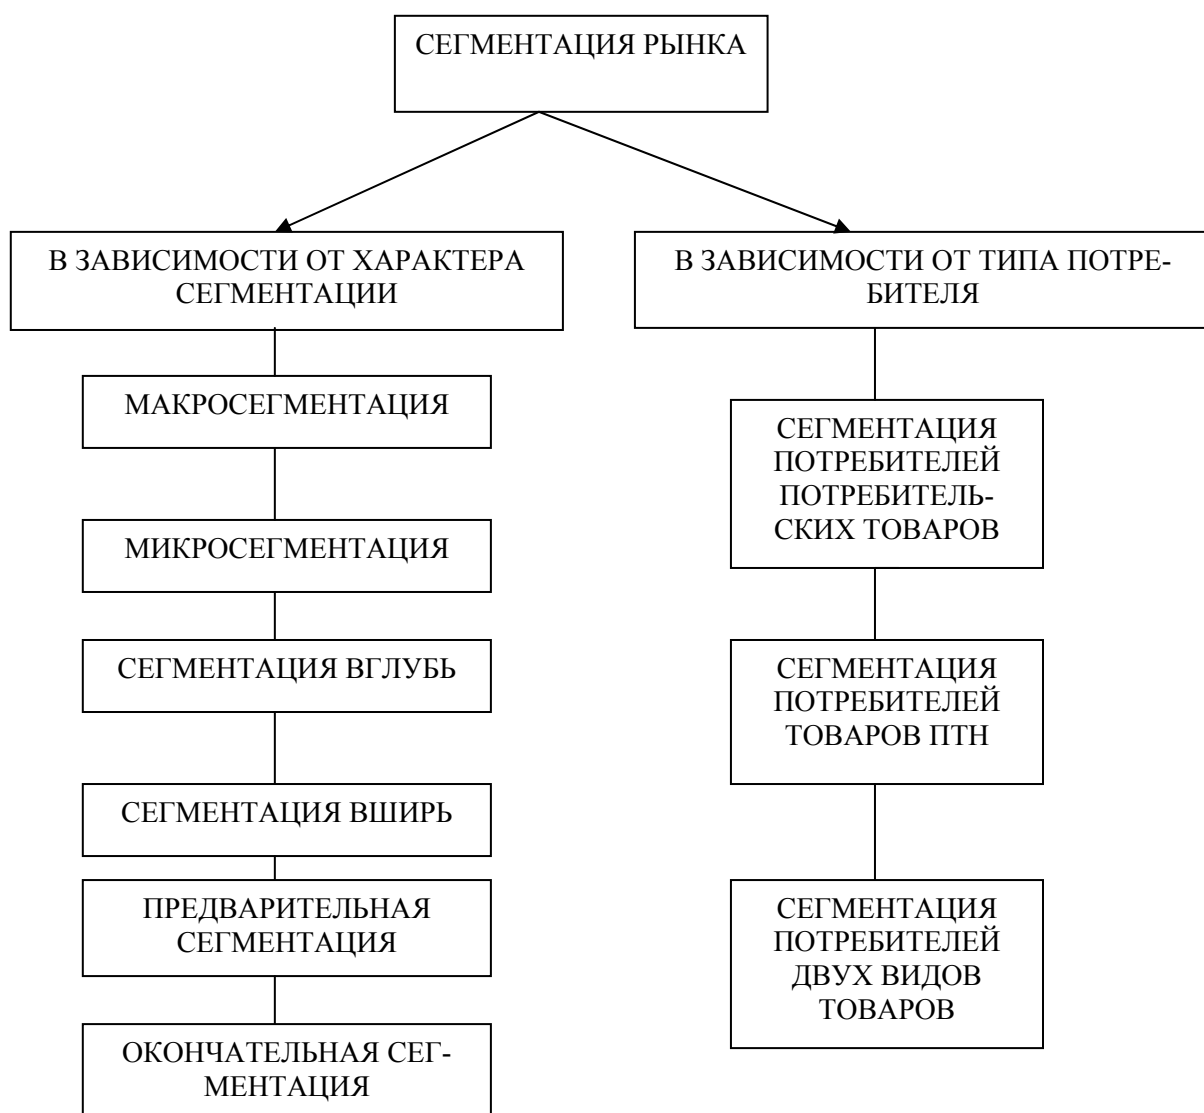 СЕГМЕНТАЦИЯ РЫНКА
В ЗАВИСИМОСТИ ОТ ХАРАКТЕРА
СЕГМЕНТАЦИИ
МАКРОСЕГМЕНТАЦИЯ
МИКРОСЕГМЕНТАЦИЯ
СЕГМЕНТАЦИЯ ВГЛУБЬ
СЕГМЕНТАЦИЯ ВШИРЬ
ПРЕДВАРИТЕЛЬНАЯ
СЕГМЕНТАЦИЯ
ОКОНЧАТЕЛЬНАЯ СЕГ-
МЕНТАЦИЯ
В ЗАВИСИМОСТИ ОТ ТИПА ПОТРЕ-
БИТЕЛЯ
СЕГМЕНТАЦИЯ
ПОТРЕБИТЕЛЕЙ
ПОТРЕБИТЕЛЬ-
СКИХ ТОВАРОВ
СЕГМЕНТАЦИЯ
ПОТРЕБИТЕЛЕЙ
ТОВАРОВ ПТН
СЕГМЕНТАЦИЯ
ПОТРЕБИТЕЛЕЙ
ДВУХ ВИДОВ
ТОВАРОВ